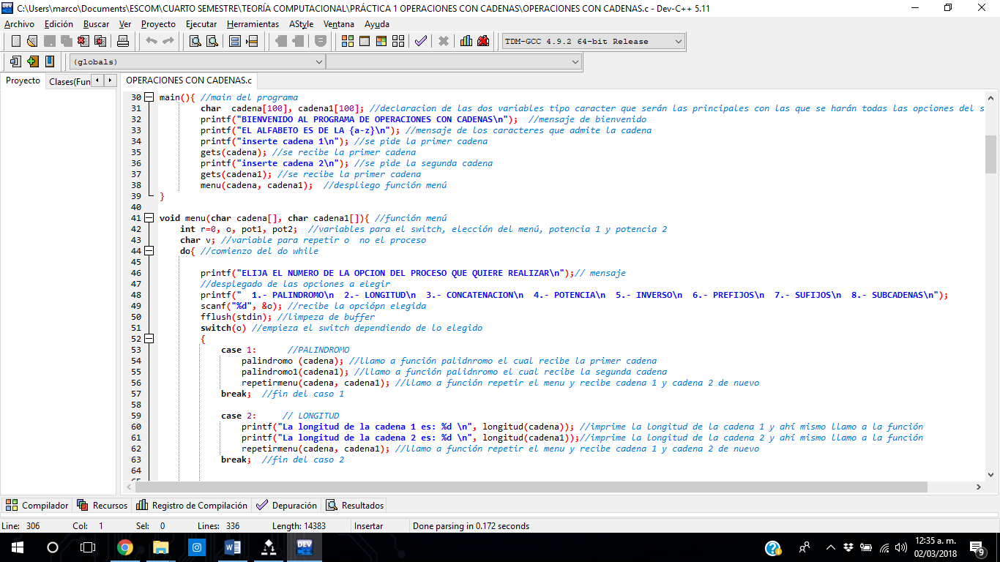 C:\Users\marco\Documents\ESCOM\CUARTO SEMESTRE\TEORÍA COMPUTACIONAL\PRÁCTICA 1 OPERACIONES CON CADENAS\OPERACIONES CON CADENAS.c - Dev-C++ 5.11
Archivo Edición Buscar Ver Proyecto Ejecutar Herramientas AStyle Ventana Ayuda
TDM-GCC 4.9.2 64-bit Release
(globals)
Proyecto Clases(Fun OPERACIONES CON CADENAS.c
30 main(){ //main del programa
31 char  cadena[100], cadena1[100]; //declaracion de las dos variables tipo caracter que serán las principales con las que se harán todas las opciones del s
32 printf("BIENVENIDO AL PROGRAMA DE OPERACIONES CON CADENAS\n");  //mensaje de bienvenido
33 printf("EL ALFABETO ES DE LA {a-z}\n"); //mensaje de los caracteres que admite la cadena
34 printf("inserte cadena 1\n"); //se pide la primer cadena
35 gets(cadena); //se recibe la primer cadena
36 printf("inserte cadena 2\n"); //se pide la segunda cadena
37 gets(cadena1); //se recibe la primer cadena
38 menu(cadena, cadena1);  //despliego función menú
39 }
40
41 void menu(char cadena[], char cadena1[]){ //función menú
42 int r=0, o, pot1, pot2;  //variables para el switch, elección del menú, potencia 1 y potencia 2
43 char v; //variable para repetir o  no el proceso
44 do{ //comienzo del do while
45
46 printf("ELIJA EL NUMERO DE LA OPCION DEL PROCESO QUE QUIERE REALIZAR\n");// mensaje
47 //desplegado de las opciones a elegir
48 printf("  1.- PALINDROMO\n  2.- LONGITUD\n  3.- CONCATENACION\n  4.- POTENCIA\n  5.- INVERSO\n  6.- PREFIJOS\n  7.- SUFIJOS\n  8.- SUBCADENAS\n");
49 scanf("%d", &o); //recibe la opciópn elegida
50 fflush(stdin); //limpeza de buffer
51 switch(o) //empieza el switch dependiendo de lo elegido
52 {
53 case 1:      //PALINDROMO
54 palindromo (cadena); //llamo a función palidnromo el cual recibe la primer cadena
55 palindromo1(cadena1); //llamo a función palidnromo el cual recibe la segunda cadena
56 repetirmenu(cadena, cadena1); //llamo a función repetir el menu y recibe cadena 1 y cadena 2 de nuevo
57 break;  //fin del caso 1
58
59 case 2:     // LONGITUD
60 printf("La longitud de la cadena 1 es: %d \n", longitud(cadena)); //imprime la longitud de la cadena 1 y ahí mismo llamo a la función
61 printf("La longitud de la cadena 2 es: %d \n", longitud(cadena1));//imprime la longitud de la cadena 2 y ahí mismo llamo a la función
62 repetirmenu(cadena, cadena1); //llamo a función repetir el menu y recibe cadena 1 y cadena 2 de nuevo
63 break;  //fin del caso 2
64
Compilador Recursos Registro de Compilación Depuración Resultados
Line: 306 Col: 1 Sel: 0 Lines: 336 Length: 14383 Insertar Done parsing in 0.172 seconds
12:35 a. m.
02/03/2018
9